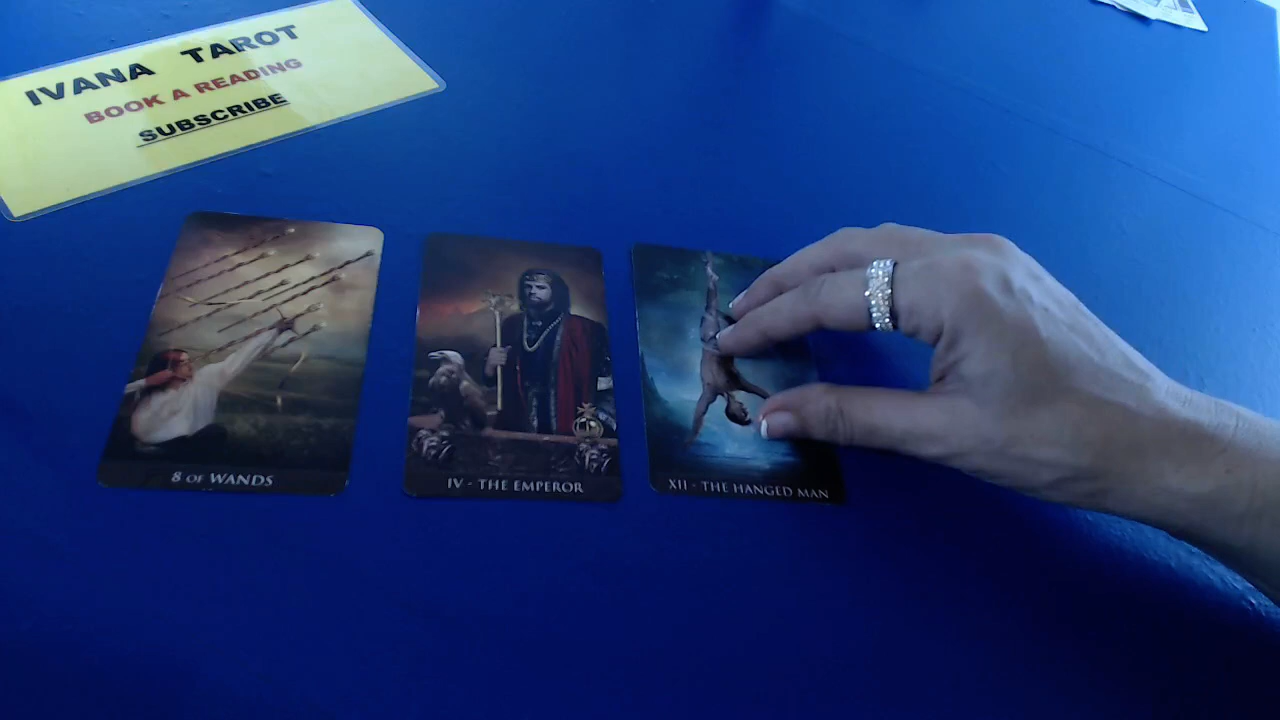 IVANA TAROT
BOOK A READING
SUBSCRIBE
8 OF WANDS
IV - THE EMPEROR
XII - THE HANGED MAN